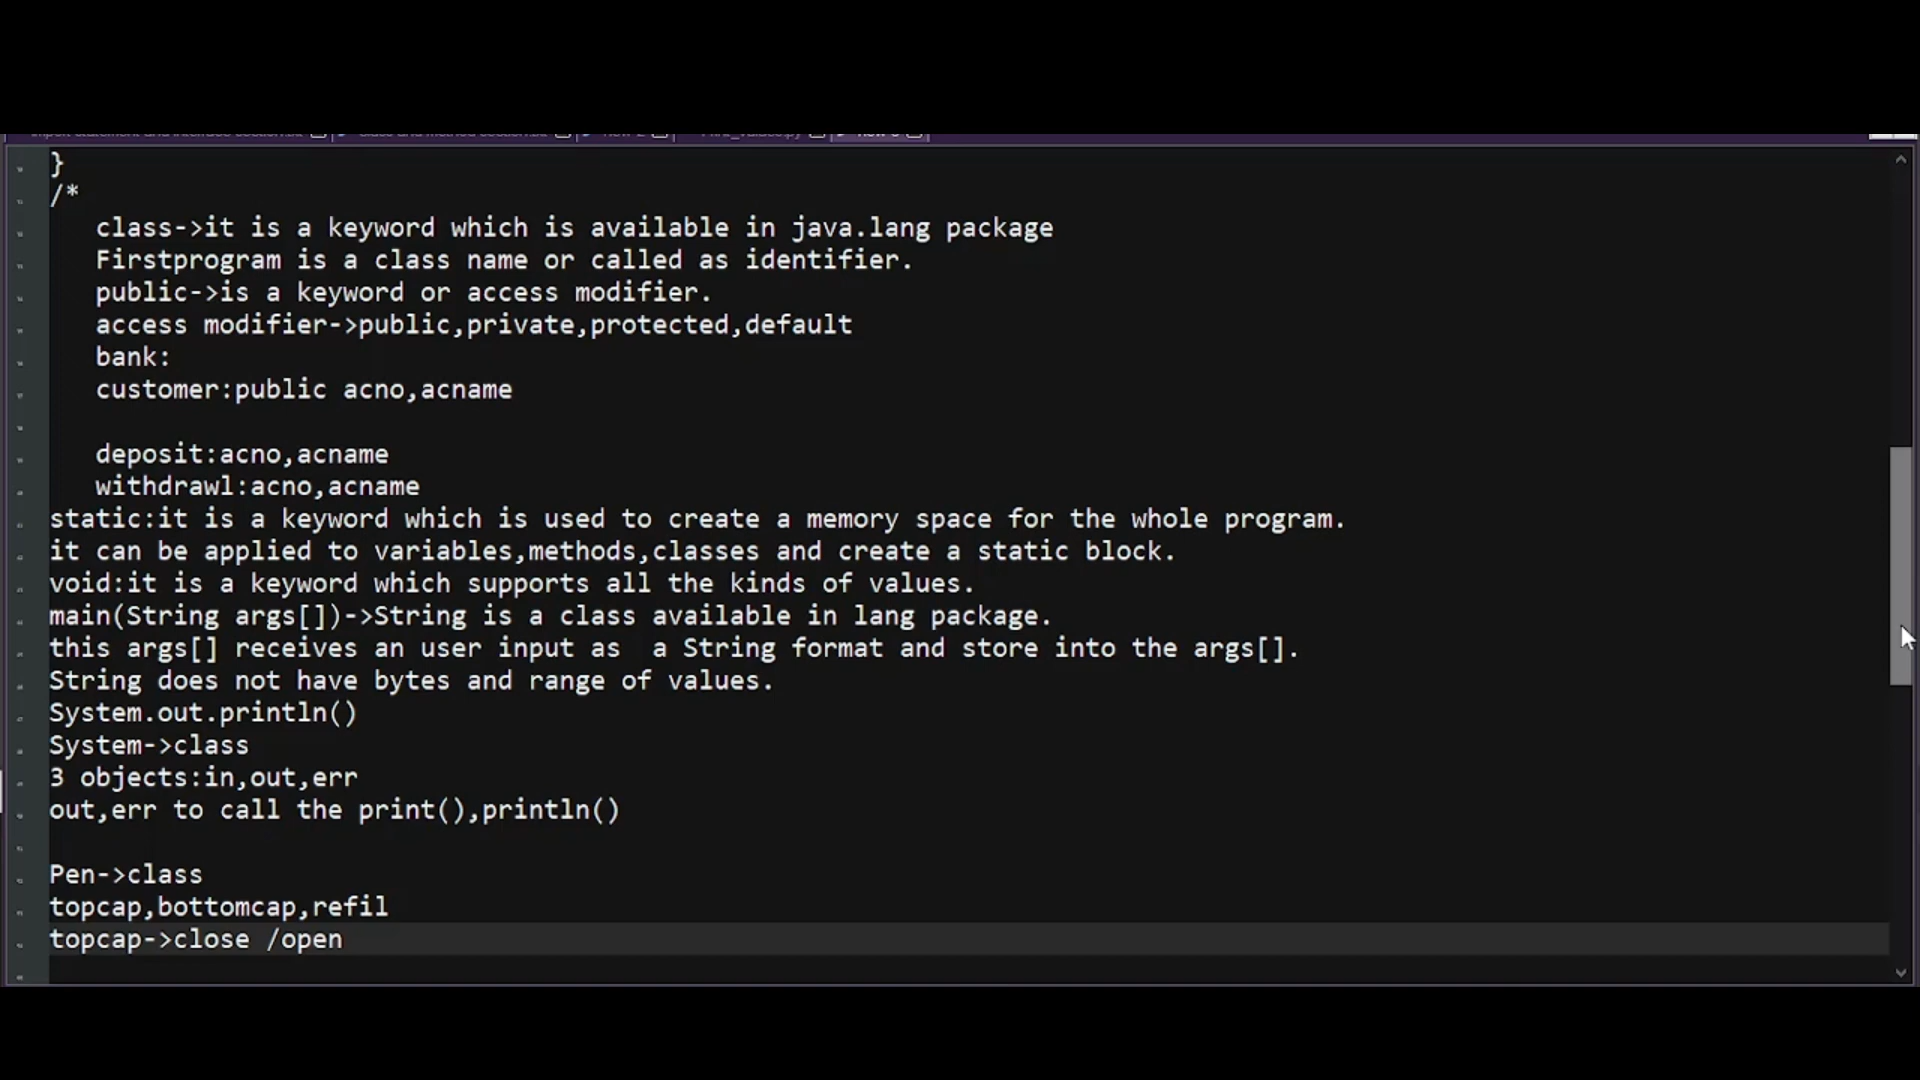 }
/*
class->it is a keyword which is available in java.lang package
Firstprogram is a class name or called as identifier.
public->is a keyword or access modifier.
access modifier->public,private,protected,default
bank:
customer:public acno,acname
deposit:acno,acname
withdrawl:acno,acname
static:it is a keyword which is used to create a memory space for the whole program.
it can be applied to variables,methods,classes and create a static block.
void:it is a keyword which supports all the kinds of values.
main(String args[])->String is a class available in lang package.
this args[] receives an user input as  a String format and store into the args[].
String does not have bytes and range of values.
System.out.println()
System->class
3 objects:in,out,err
out,err to call the print(),println()
Pen->class
topcap,bottomcap,refil
topcap->close /open